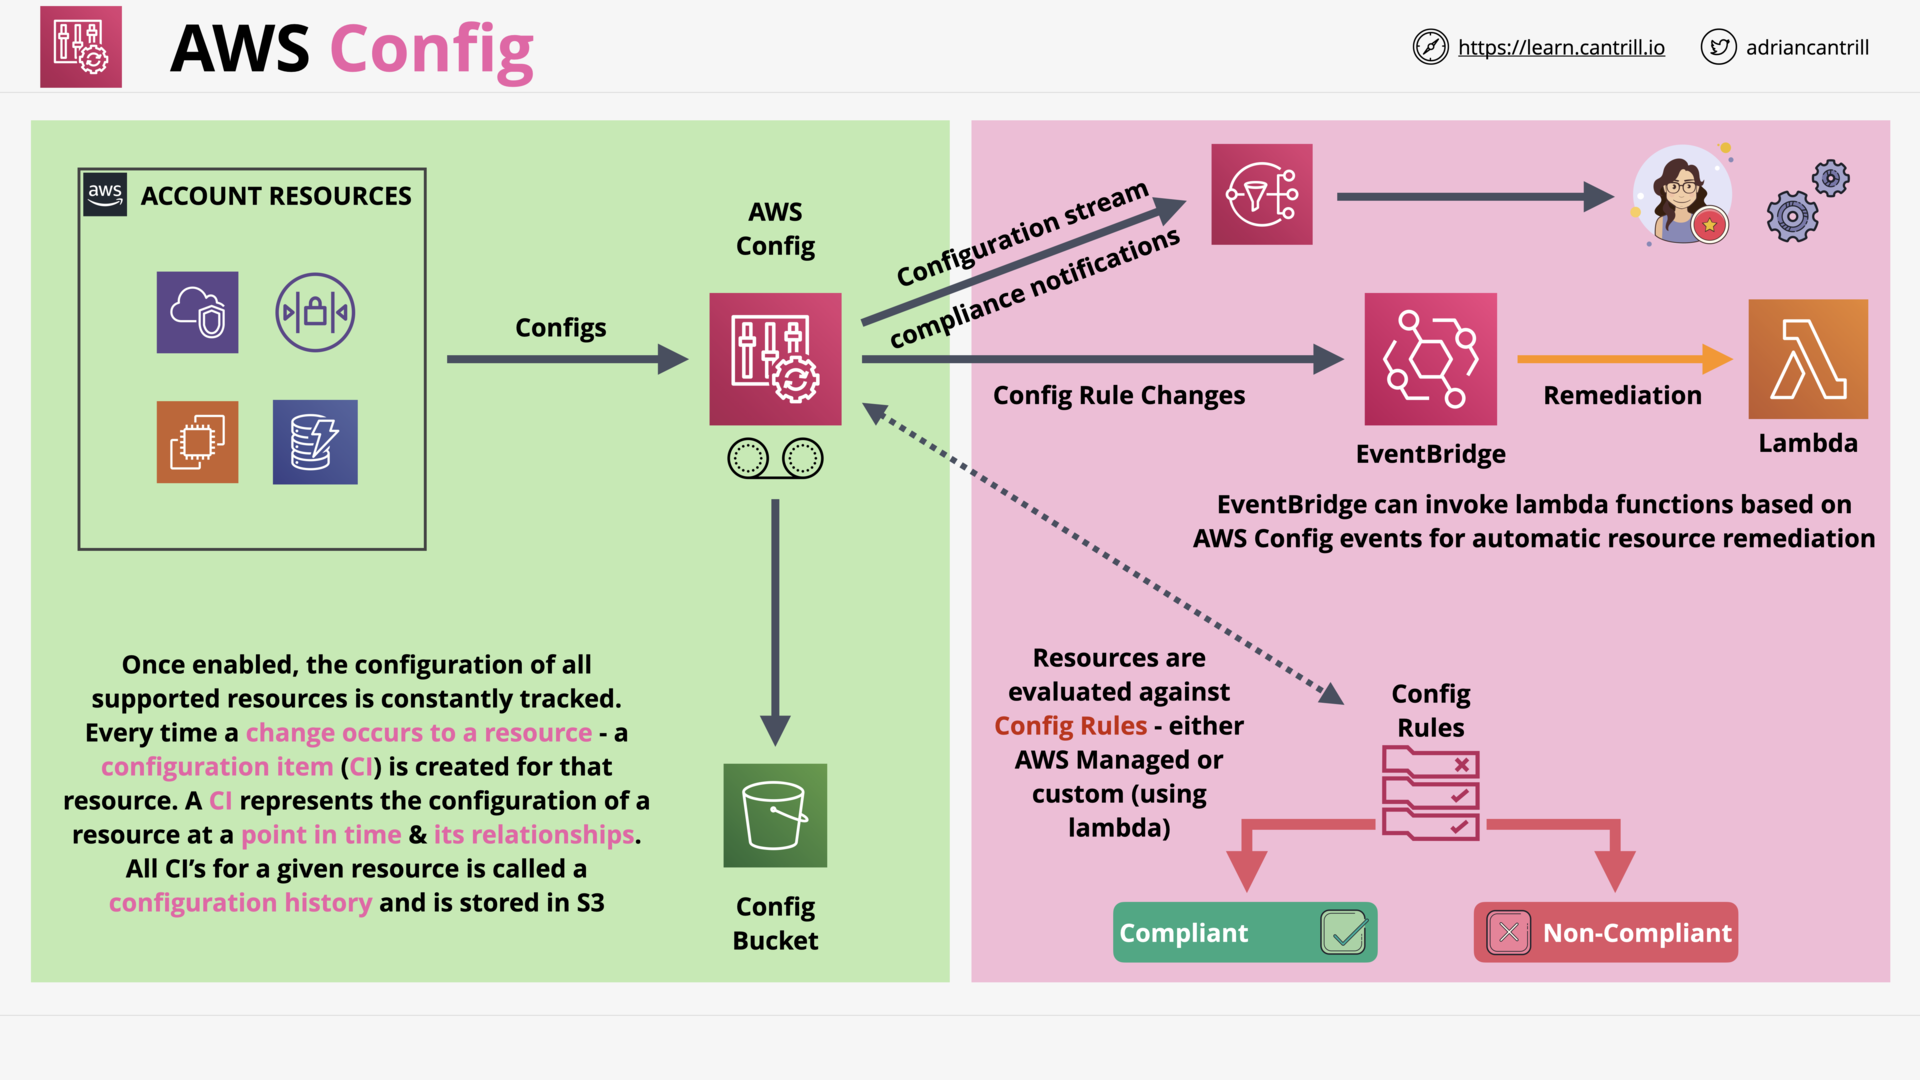 AWS Config
https://learn.cantrill.io
adriancantrill
aws
ACCOUNT RESOURCES
Configs
AWS
Config
Once enabled, the configuration of all
supported resources is constantly tracked.
Every time a change occurs to a resource - a
configuration item (CI) is created for that
resource. A CI represents the configuration of a
resource at a point in time & its relationships.
All CI’s for a given resource is called a
configuration history and is stored in S3
Config
Bucket
Configuration stream
compliance notifications
Config Rule Changes
EventBridge
Remediation
Lambda
EventBridge can invoke lambda functions based on
AWS Config events for automatic resource remediation
Resources are
evaluated against
Config Rules - either
AWS Managed or
custom (using
lambda)
Config
Rules
Compliant
Non-Compliant